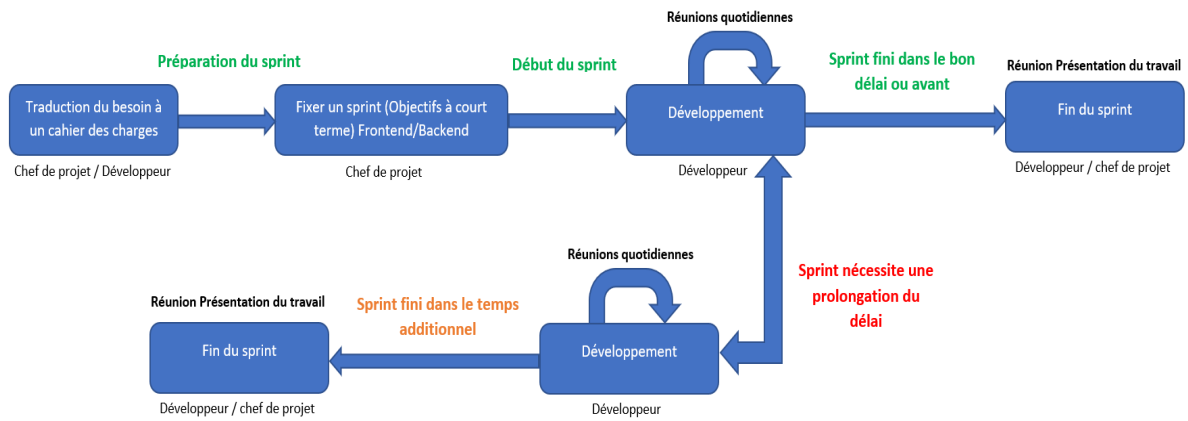 Réunions quotidiennes
Préparation du sprint
Début du sprint
Sprint fini dans le bon
délai ou avant
Réunion Présentation du travail
Traduction du besoin à
un cahier des charges
Fixer un sprint (Objectifs à court
terme) Frontend/Backend
Développement
Fin du sprint
Chef de projet / Développeur
Chef de projet
Développeur
Développeur / chef de projet
Sprint nécessite une
prolongation du
délai
Réunions quotidiennes
Réunion Présentation du travail
Sprint fini dans le temps
additionnel
Fin du sprint
Développement
Développeur / chef de projet
Développeur